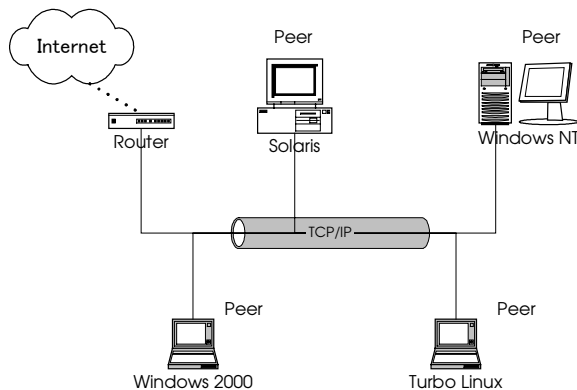 Internet
Peer
Peer
Router
Solaris
Windows NT
TCP/IP
Peer
Peer
Windows 2000
Turbo Linux